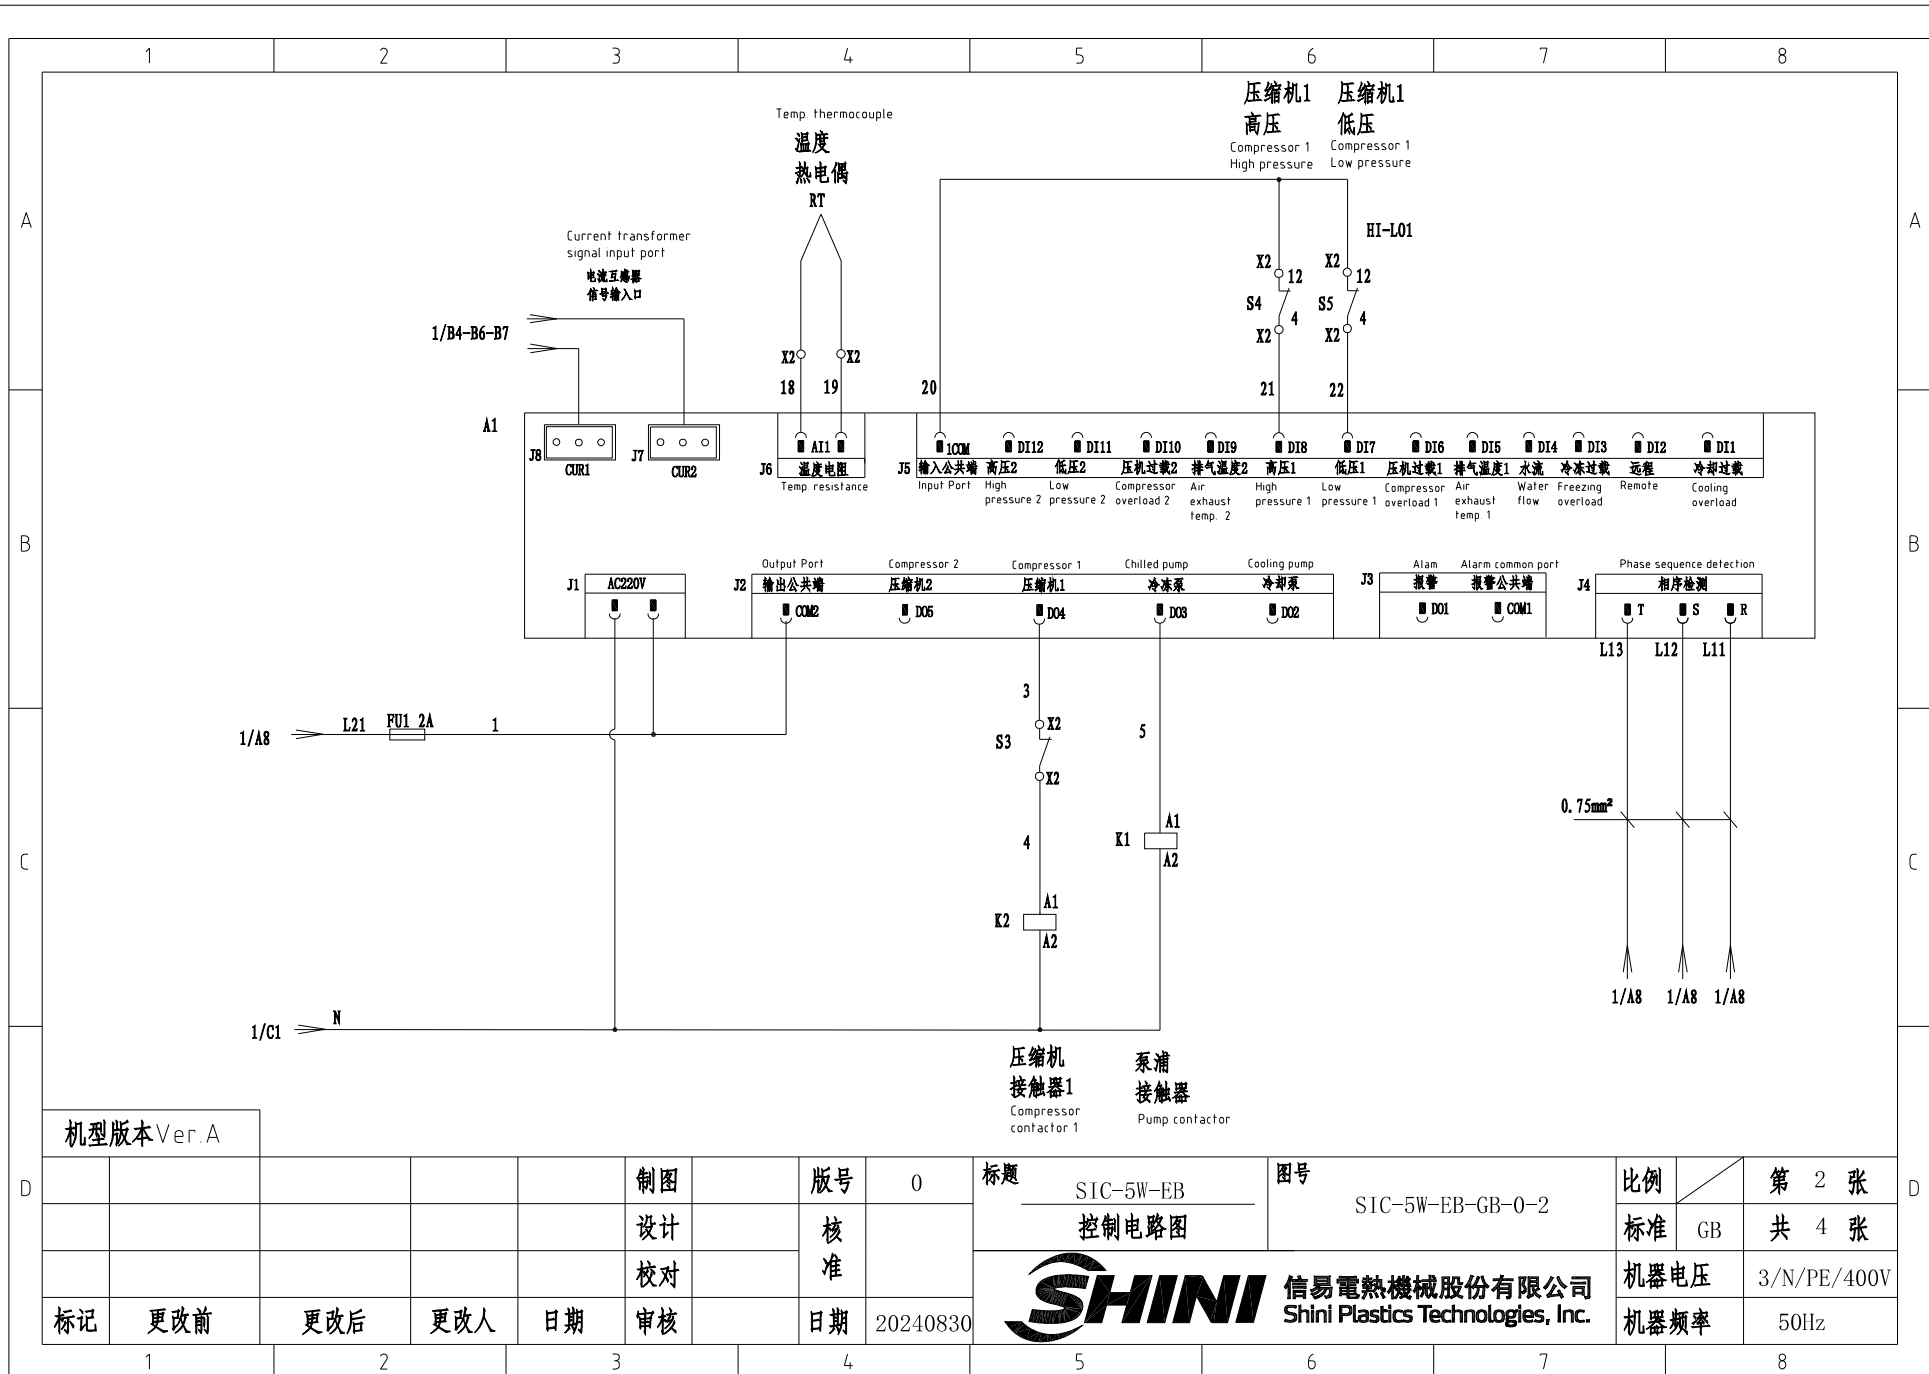 1 2 3 4 5 6 7 8
A A
B B
C C
D D
Temp. thermocouple
温度
热电偶
RT
压缩机1
高压
Compressor 1
High pressure
压缩机1
低压
Compressor 1
Low pressure
HI-LO1
Current transformer
signal input port
电流互感器
信号输入口
1/B4-B6-B7
X2 X2
18 19
20
X2 12
S4 4
X2
21
X2 12
S5 4
X2
22
A1
J8 CUR1
J7 CUR2
J6 AI1
温度电阻
Temp. resistance
J5
1COM DI12 DI11 DI10 DI9 DI8 DI7 DI6 DI5 DI4 DI3 DI2 DI1
输入公共端 高压2 低压2 压机过载2 排气温度2 高压1 低压1 压机过载1 排气温度1 水流 冷冻过载 远程 冷却过载
Input Port
High
pressure 2
Low
pressure 2
Compressor
overload 2
Air
exhaust
temp. 2
High
pressure 1
Low
pressure 1
Compressor
overload 1
Air
exhaust
temp. 1
Water
flow
Freezing
overload
Remote
Cooling
overload
J1 AC220V
Output Port Compressor 2 Compressor 1 Chilled pump Cooling pump
J2 输出公共端 压缩机2 压缩机1 冷冻泵 冷却泵
COM2 DO5 DO4 DO3 DO2
Alam Alarm common port
J3 报警 报警公共端
DO1 COM1
Phase sequence detection
J4 相序检测
T S R
L13 L12 L11
1/A8 L21 FU1 2A 1
3
X2
S3
X2
4
A1
K2
A2
5
A1
K1
A2
0.75mm²
1/A8 1/A8 1/A8
1/C1 N
压缩机
接触器1
Compressor
contactor 1
泵浦
接触器
Pump contactor
机型版本Ver.A
制图 版号 0
设计 核
校对 准
标记 更改前 更改后 更改人 日期 审核 日期 20240830
标题 SIC-5W-EB
控制电路图
图号 SIC-5W-EB-GB-0-2
比例 第 2 张
标准 GB 共 4 张
机器电压 3/N/PE/400V
机器频率 50Hz
SHINI
信易電熱機械股份有限公司
Shini Plastics Technologies, Inc.
1 2 3 4 5 6 7 8